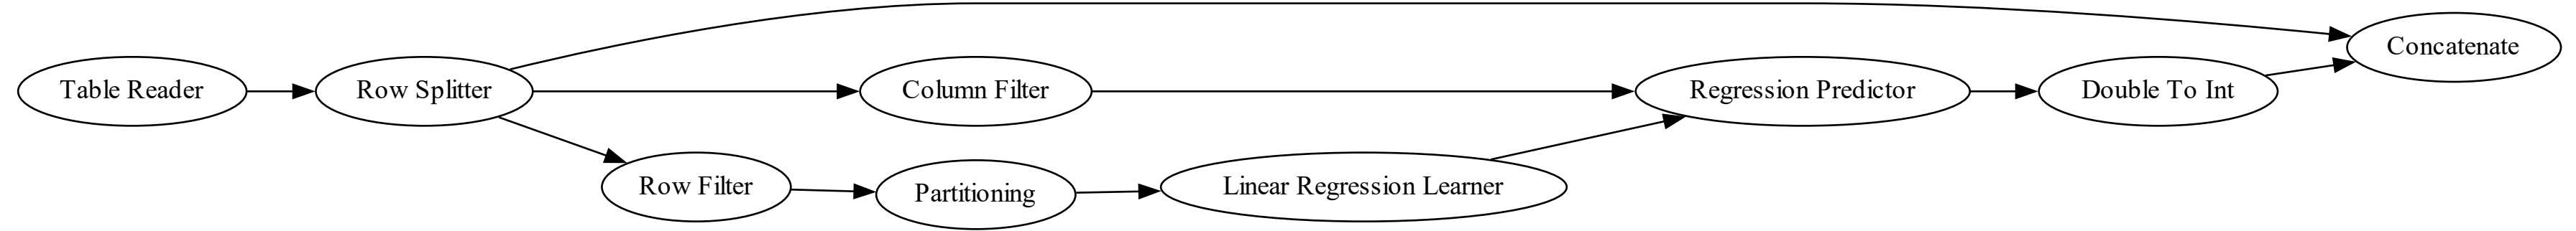 Table Reader
Row Splitter
Column Filter
Row Filter
Partitioning
Linear Regression Learner
Regression Predictor
Double To Int
Concatenate